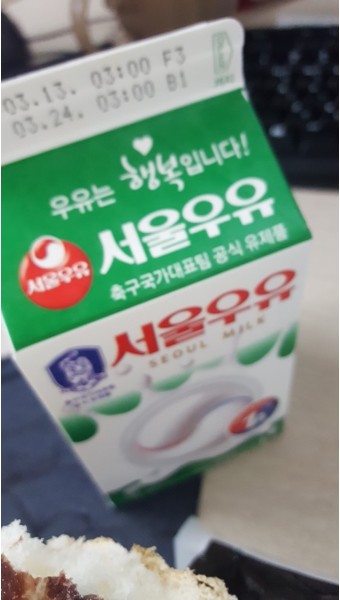 03.13. 03:00 F3
03.24. 03:00 B1
우유는 행복입니다!
서울우유
서울우유
축구국가대표팀 공식 유제품
서울우유
SEOUL MILK